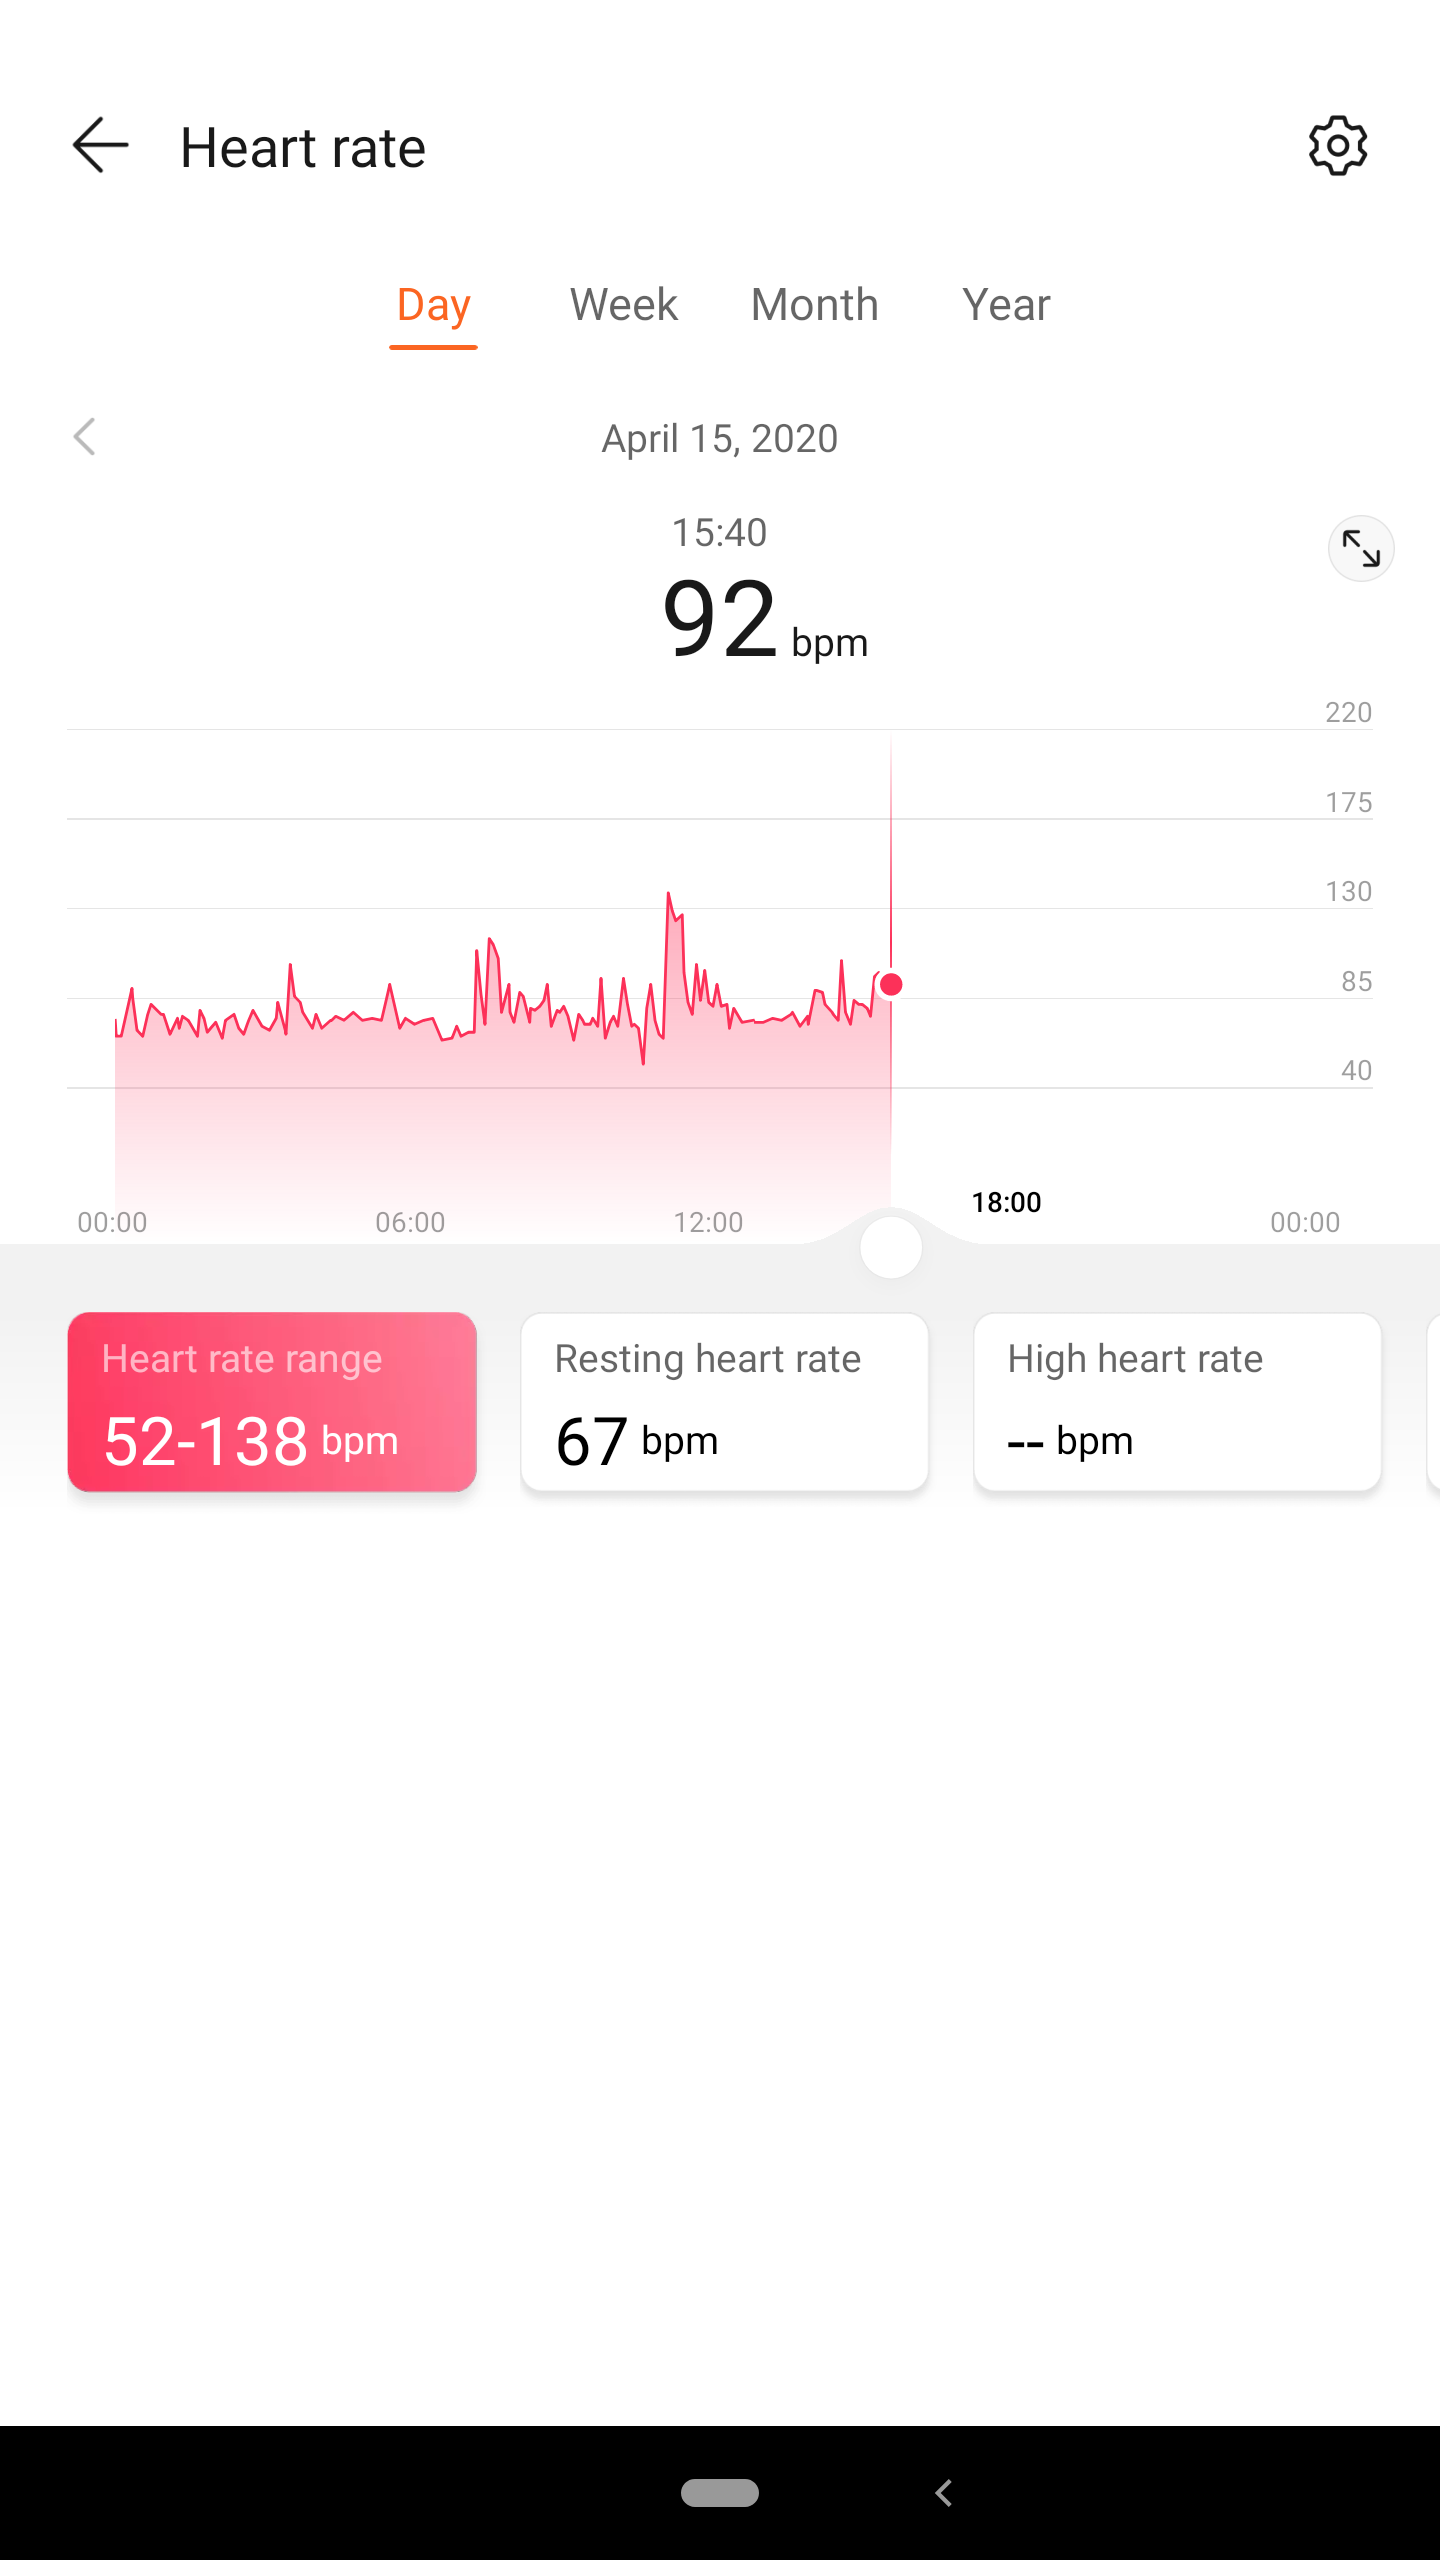 Heart rate
Day Week Month Year
April 15, 2020
15:40
92 bpm
220
175
130
85
40
00:00 06:00 12:00 18:00 00:00
Heart rate range
52-138 bpm
Resting heart rate
67 bpm
High heart rate
-- bpm